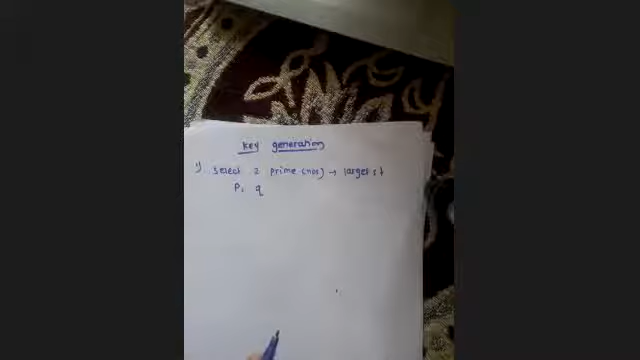 key generation
1) select 2 prime (nos) → largest
P, q